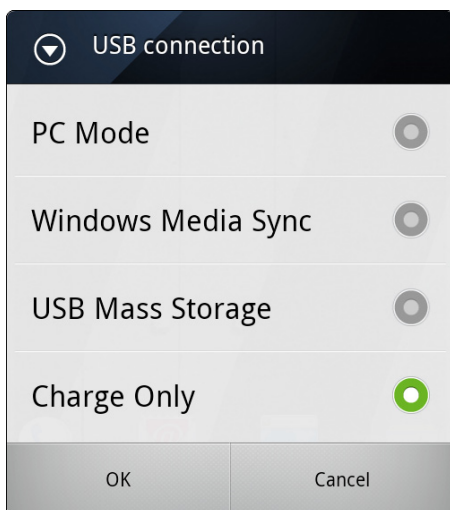 USB connection
PC Mode
Windows Media Sync
USB Mass Storage
Charge Only
OK
Cancel